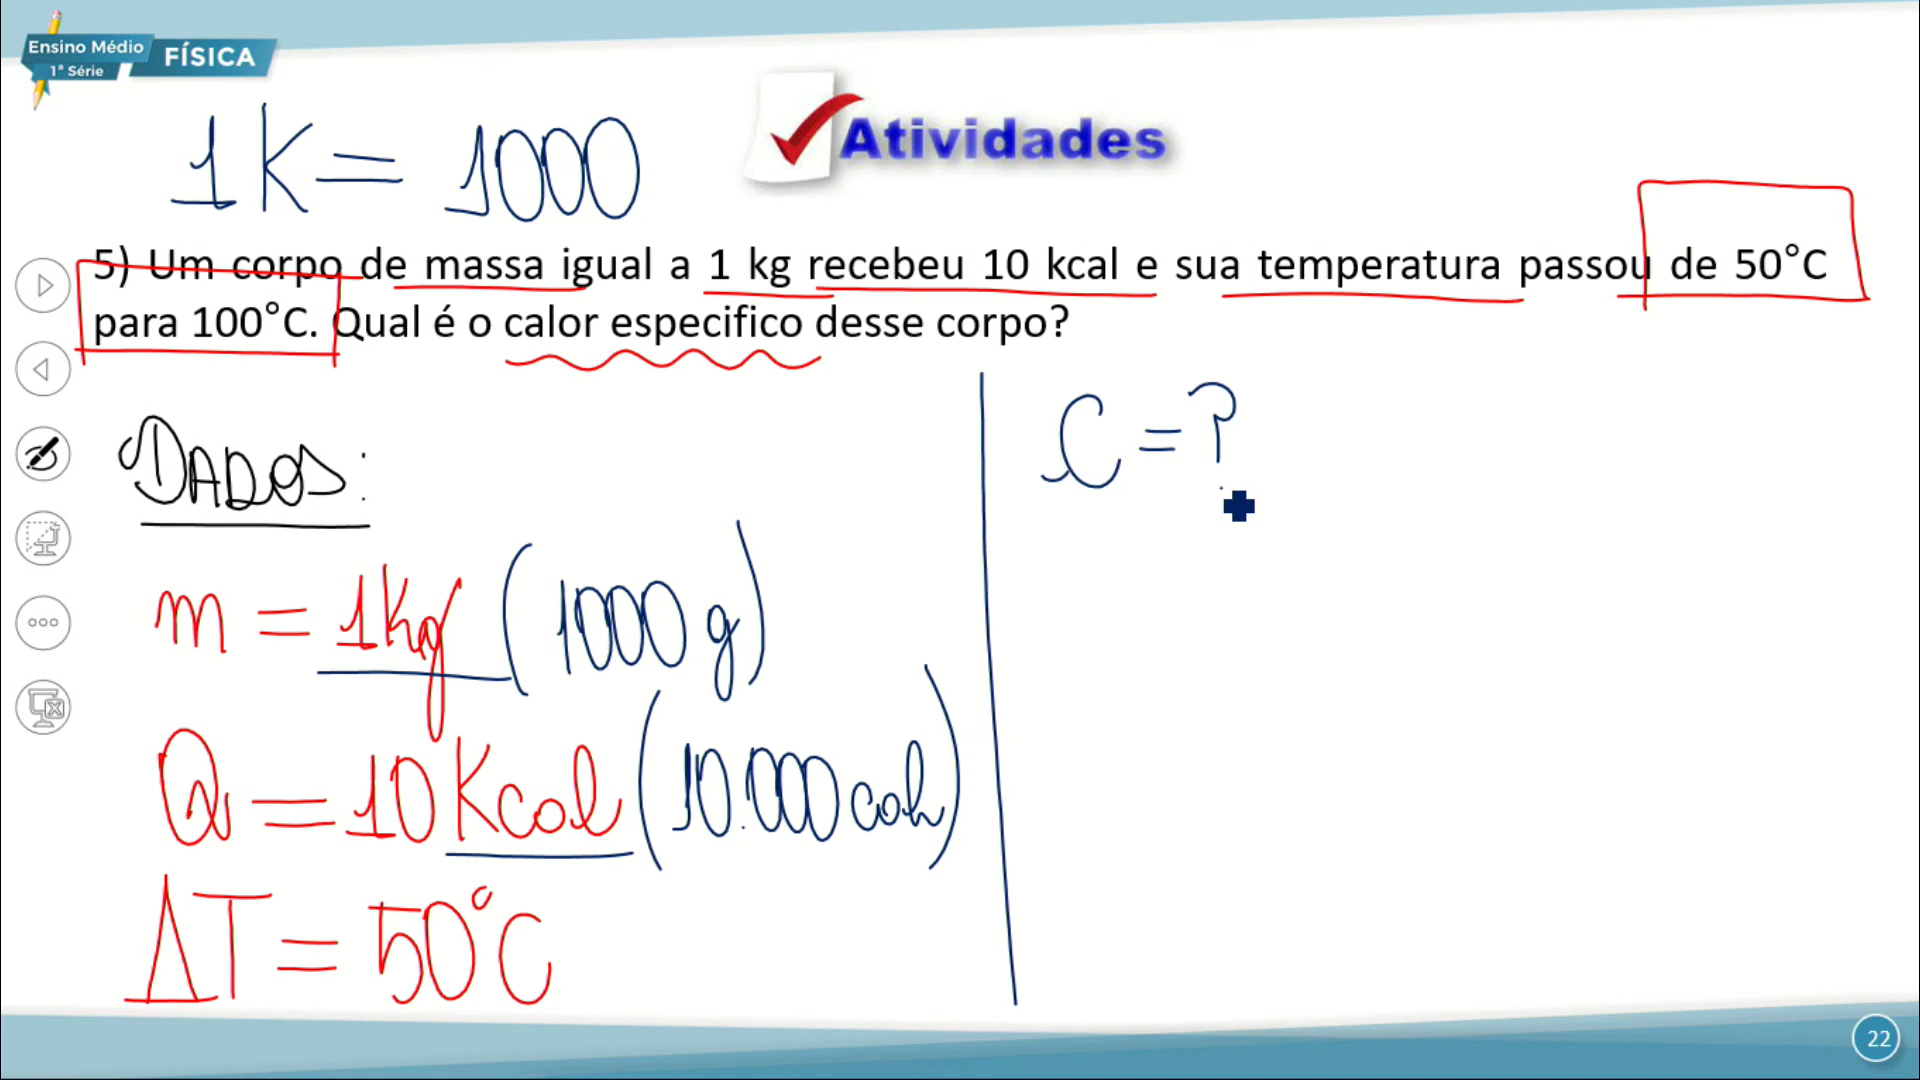 Ensino Médio
1ª Série
FÍSICA
1K = 1000
Atividades
5) Um corpo de massa igual a 1 kg recebeu 10 kcal e sua temperatura passou de 50°C
para 100°C. Qual é o calor especifico desse corpo?
DADOS:
m = 1Kg (1000 g)
Q = 10 Kcal (10.000 cal)
ΔT = 50°C
C = ?
22